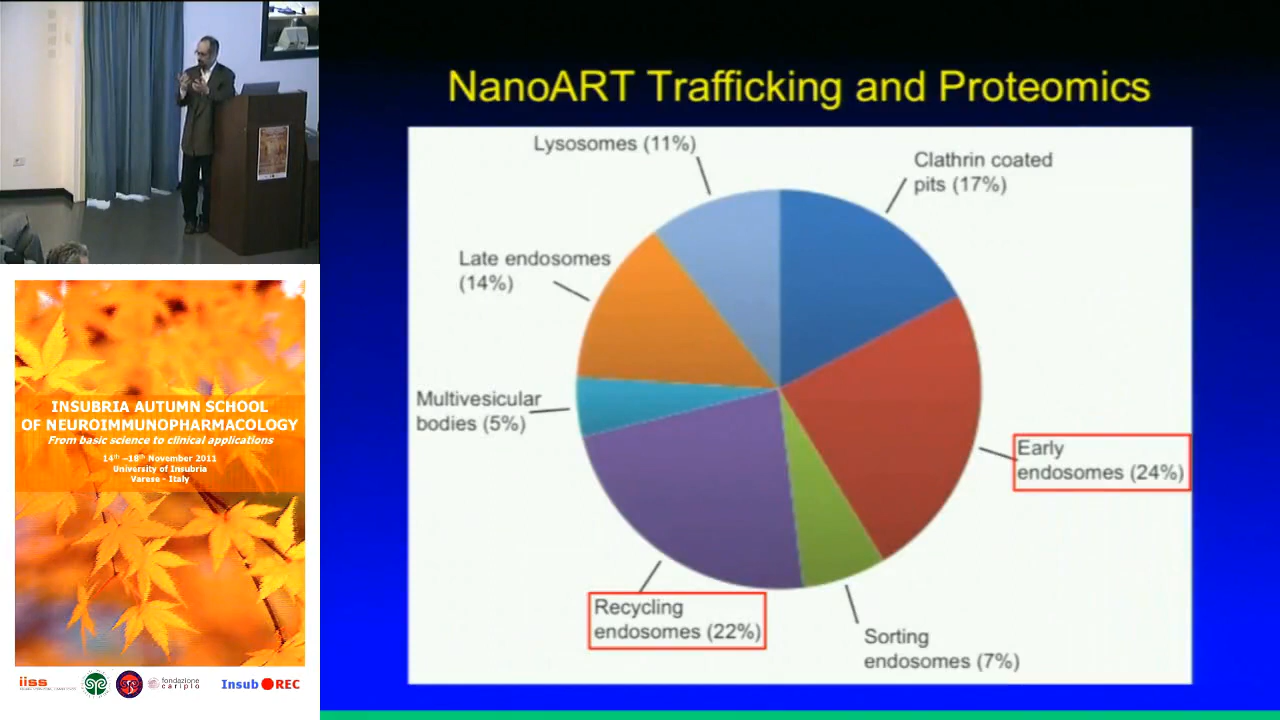 NanoART Trafficking and Proteomics
Lysosomes (11%)
Clathrin coated
pits (17%)
Late endosomes
(14%)
Multivesicular
bodies (5%)
Early
endosomes (24%)
Recycling
endosomes (22%)
Sorting
endosomes (7%)
INSUBRIA AUTUMN SCHOOL
OF NEUROIMMUNOPHARMACOLOGY
From basic science to clinical applications
14th –18th November 2011
University of Insubria
Varese - Italy
iiss
fondazione
cariplo
Insub REC